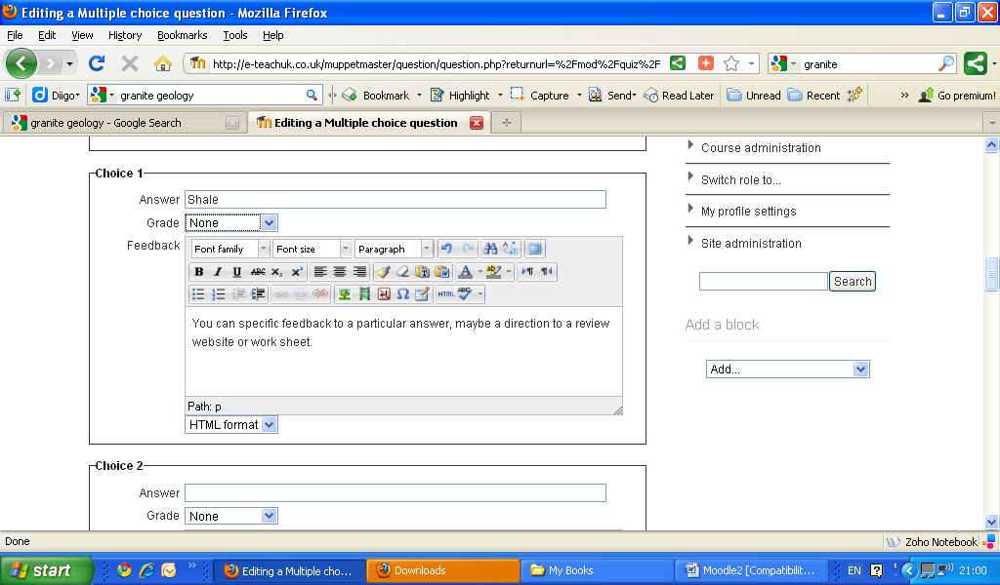 Editing a Multiple choice question - Mozilla Firefox
File Edit View History Bookmarks Tools Help
http://e-teachuk.co.uk/muppetmaster/question/question.php?returnurl=%2Fmod%2Fquiz%2F granite
Diigo granite geology Bookmark Highlight Capture Send Read Later Unread Recent » Go premium!
granite geology - Google Search Editing a Multiple choice question
Course administration
Choice 1
Switch role to...
Answer Shale
My profile settings
Grade None
Feedback Font family Font size Paragraph
Site administration
B I U ABC X₂ X²
Search
HTML
You can specific feedback to a particular answer, maybe a direction to a review
website or work sheet.
Add a block
Add...
Path: p
HTML format
Choice 2
Answer
Grade None
Done Zoho Notebook
start » Editing a Multiple cho... Downloads My Books Moodle2 [Compatibilit... EN 21:00